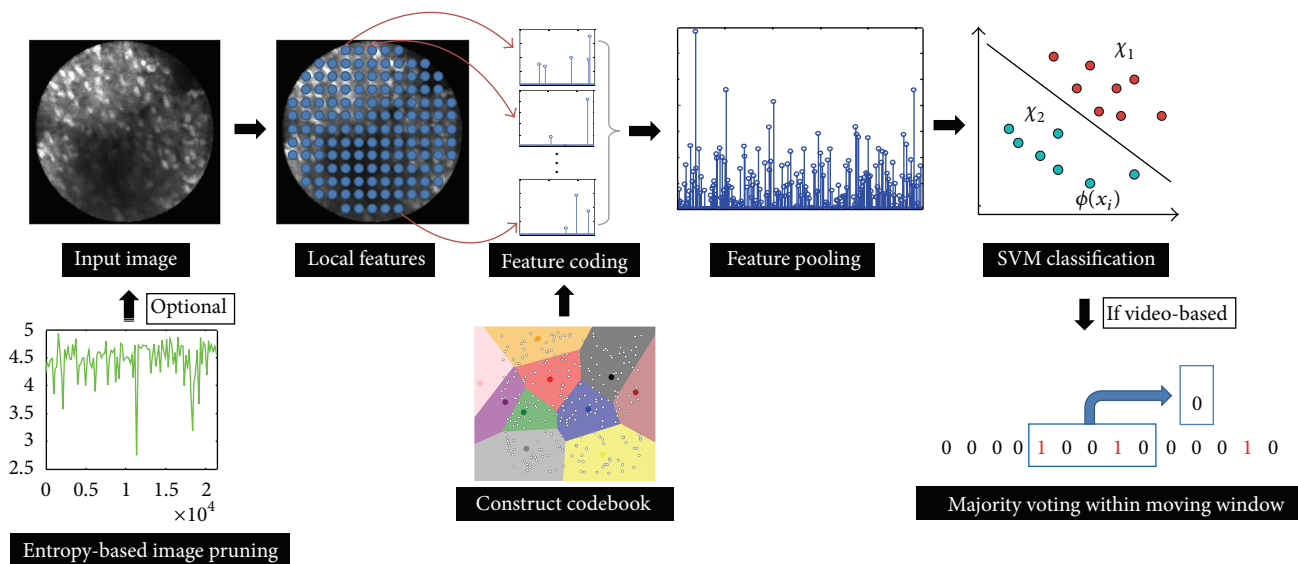 χ1
χ2
ϕ(xi)
Input image
Local features
Feature coding
Feature pooling
SVM classification
Optional
If video-based
5
4.5
4
3.5
3
2.5
0 0.5 1 1.5 2
×10^4
Entropy-based image pruning
Construct codebook
0
0 0 0 0 1 0 0 1 0 0 0 0 1 0
Majority voting within moving window